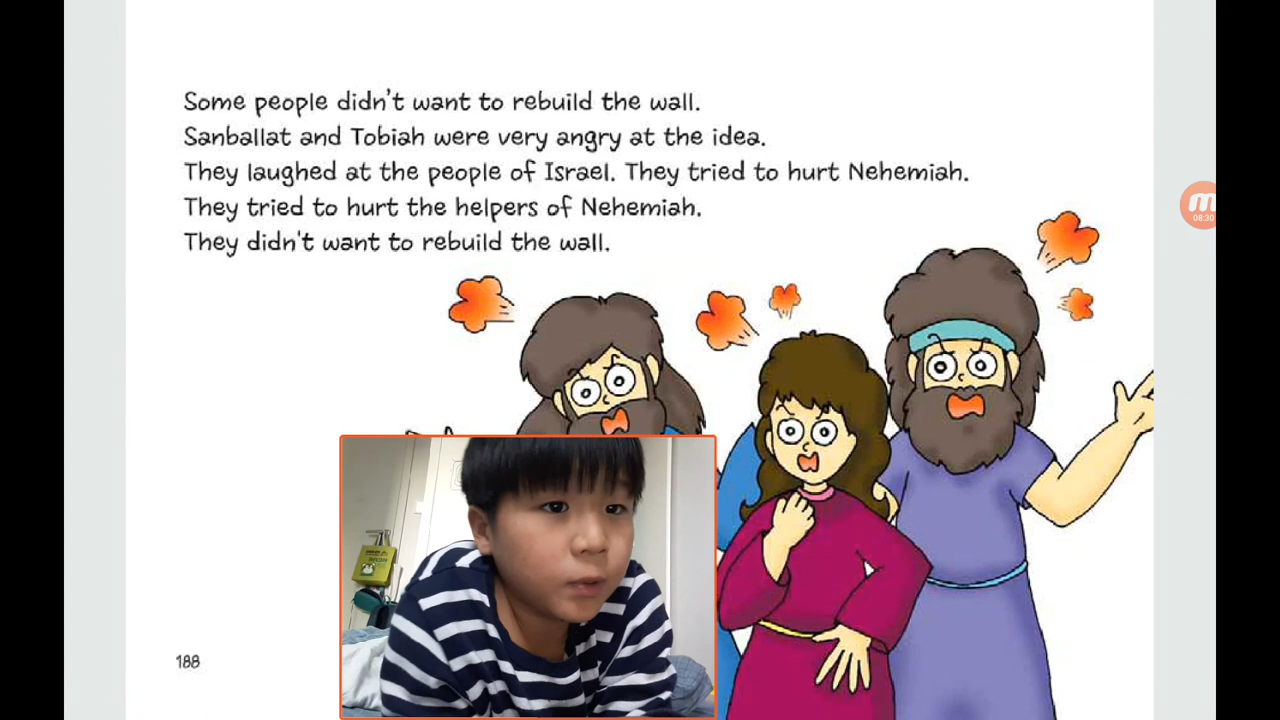 Some people didn't want to rebuild the wall.
Sanballat and Tobiah were very angry at the idea.
They laughed at the people of Israel. They tried to hurt Nehemiah.
They tried to hurt the helpers of Nehemiah.
They didn't want to rebuild the wall.
188
m
08:30